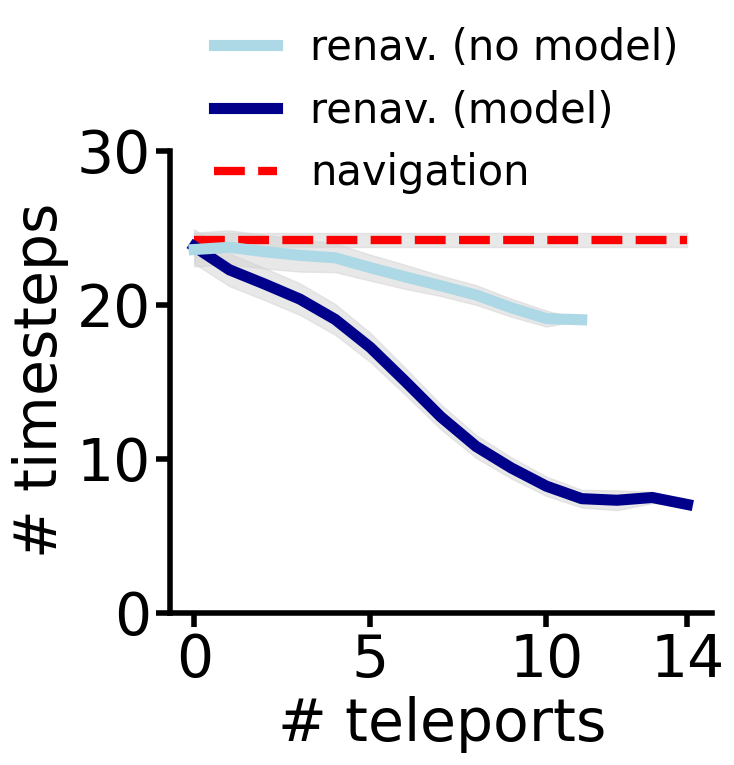 renav. (no model)
renav. (model)
navigation
30
20
10
0
# timesteps
0 5 10 14
# teleports